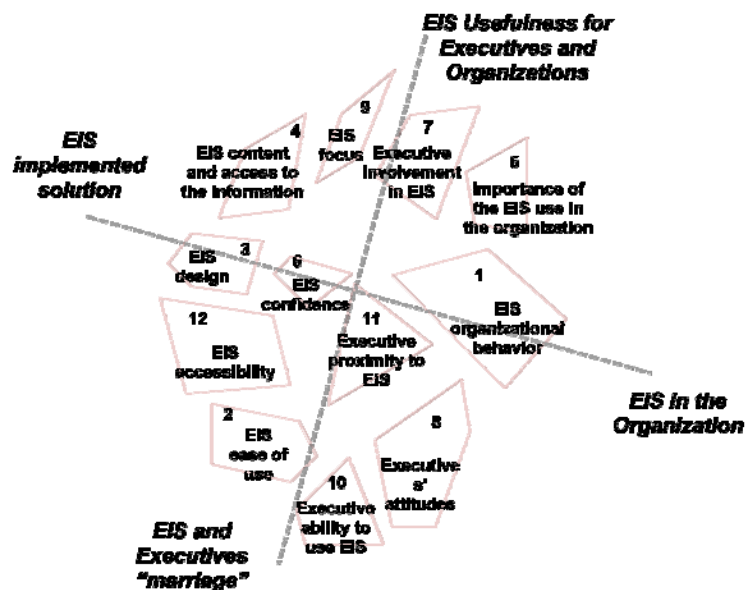 EIS Usefulness for
Executives and
Organizations
EIS
implemented
solution
4
EIS content
and access to
the information
9
EIS
focus
7
Executive
involvement
in EIS
5
Importance of
the EIS use in
the organization
3
EIS
design
6
EIS
confidence
1
EIS
organizational
behavior
12
EIS
accessibility
11
Executive
proximity to
EIS
EIS in the
Organization
2
EIS
ease of
use
8
Executive
s'
attitudes
10
Executive
ability to
use EIS
EIS and
Executives
"marriage"